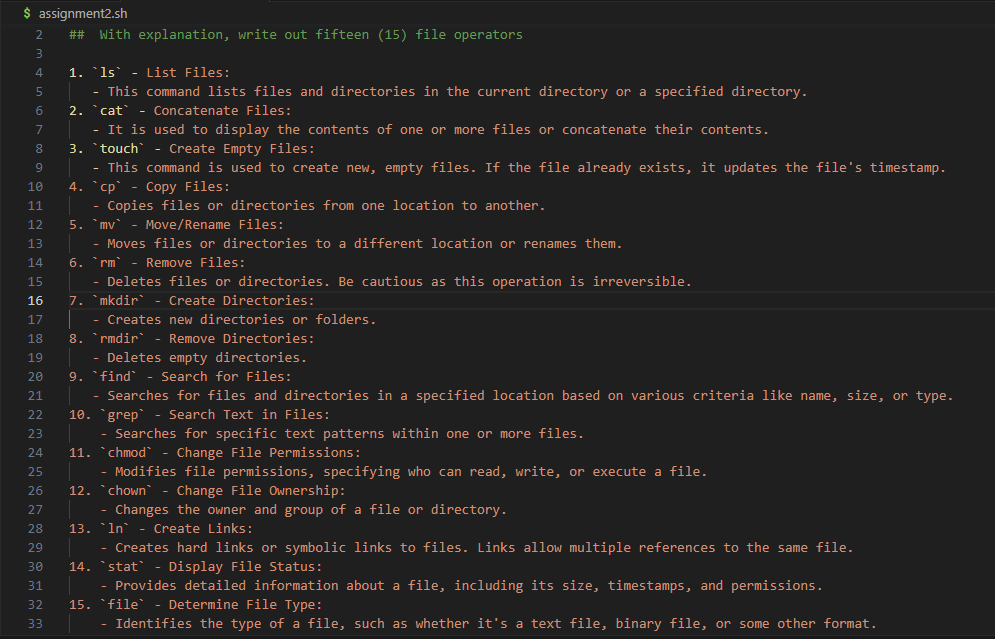 $ assignment2.sh
2 ## With explanation, write out fifteen (15) file operators
3
4 1. `ls` - List Files:
5 - This command lists files and directories in the current directory or a specified directory.
6 2. `cat` - Concatenate Files:
7 - It is used to display the contents of one or more files or concatenate their contents.
8 3. `touch` - Create Empty Files:
9 - This command is used to create new, empty files. If the file already exists, it updates the file's timestamp.
10 4. `cp` - Copy Files:
11 - Copies files or directories from one location to another.
12 5. `mv` - Move/Rename Files:
13 - Moves files or directories to a different location or renames them.
14 6. `rm` - Remove Files:
15 - Deletes files or directories. Be cautious as this operation is irreversible.
16 7. `mkdir` - Create Directories:
17 - Creates new directories or folders.
18 8. `rmdir` - Remove Directories:
19 - Deletes empty directories.
20 9. `find` - Search for Files:
21 - Searches for files and directories in a specified location based on various criteria like name, size, or type.
22 10. `grep` - Search Text in Files:
23 - Searches for specific text patterns within one or more files.
24 11. `chmod` - Change File Permissions:
25 - Modifies file permissions, specifying who can read, write, or execute a file.
26 12. `chown` - Change File Ownership:
27 - Changes the owner and group of a file or directory.
28 13. `ln` - Create Links:
29 - Creates hard links or symbolic links to files. Links allow multiple references to the same file.
30 14. `stat` - Display File Status:
31 - Provides detailed information about a file, including its size, timestamps, and permissions.
32 15. `file` - Determine File Type:
33 - Identifies the type of a file, such as whether it's a text file, binary file, or some other format.